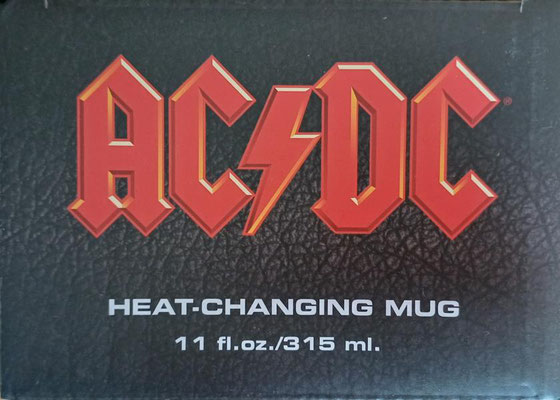 AC⚡DC®
HEAT-CHANGING MUG
11 fl.oz./315 ml.